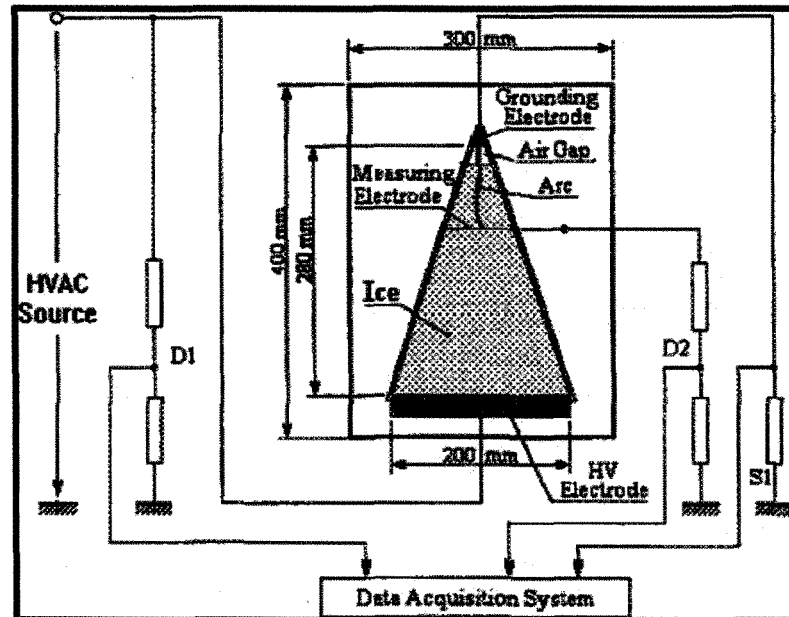 300 mm
Grounding
Electrode
Air Gap
Measuring
Electrode
Arc
400 mm
280 mm
HVAC
Source
Ice
D1
D2
200 mm
HV
Electrode
S1
Data Acquisition System